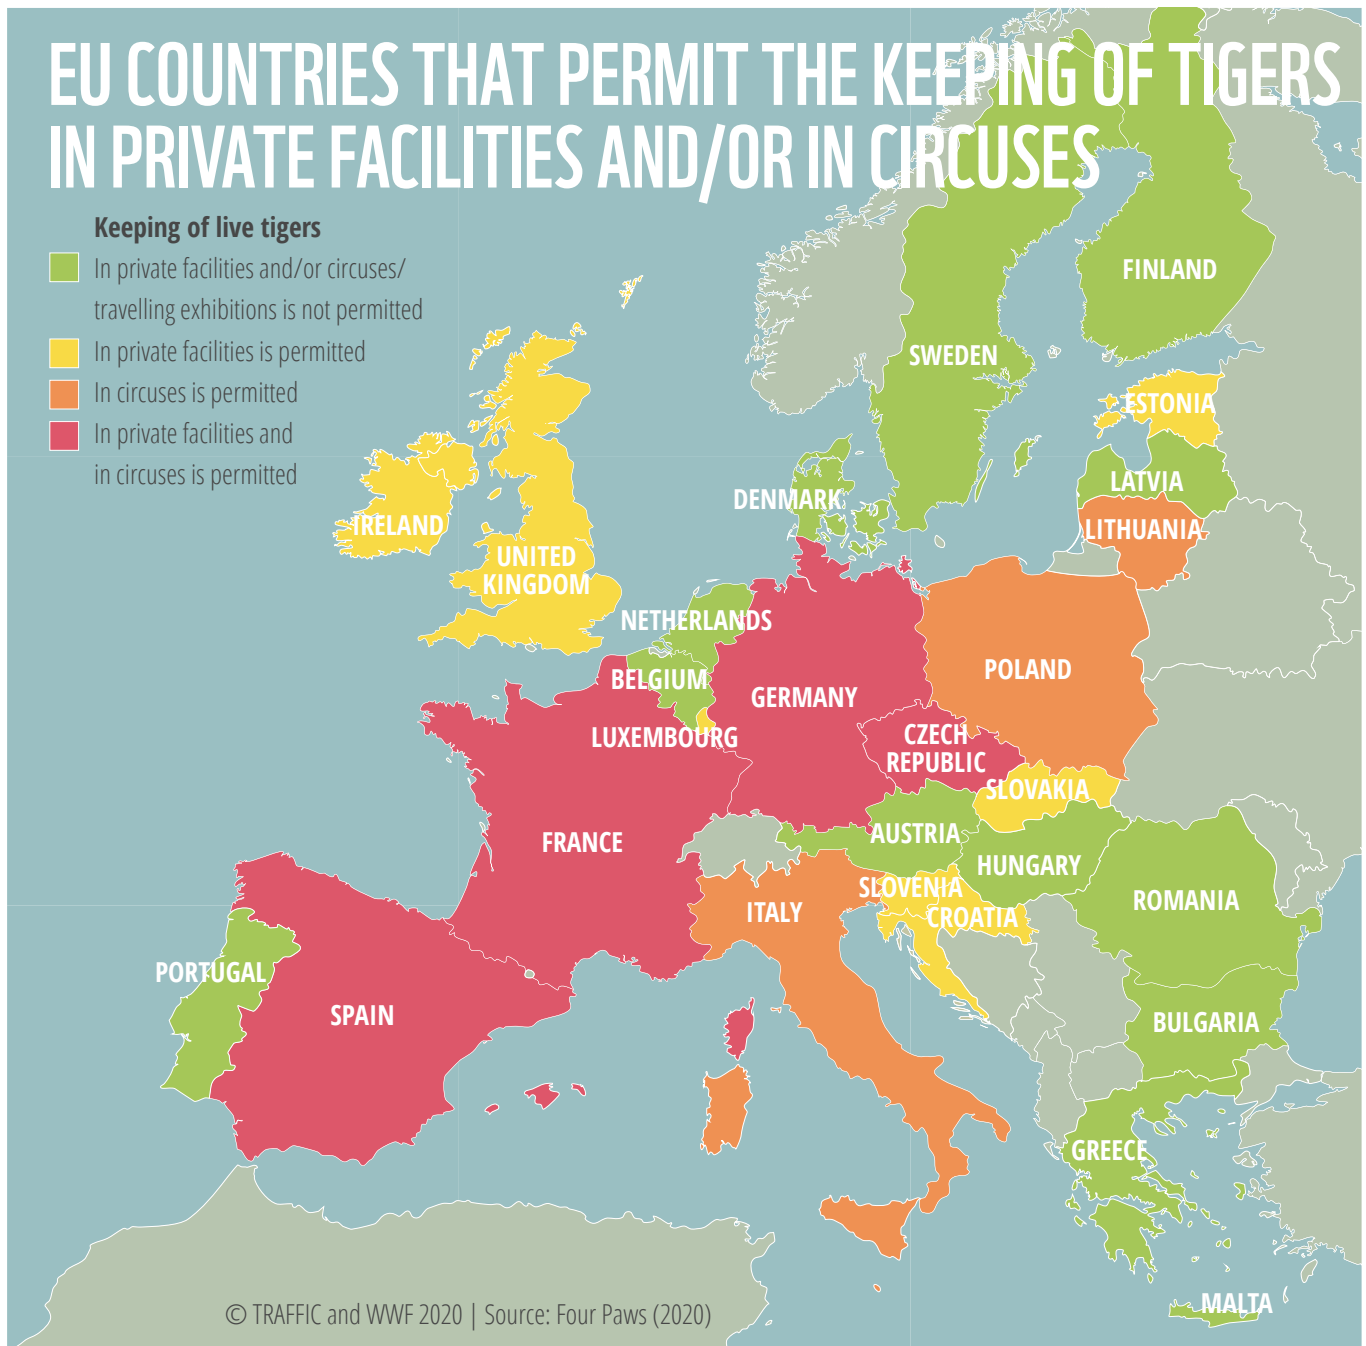 EU COUNTRIES THAT PERMIT THE KEEPING OF TIGERS
IN PRIVATE FACILITIES AND/OR IN CIRCUSES
Keeping of live tigers
In private facilities and/or circuses/
travelling exhibitions is not permitted
In private facilities is permitted
In circuses is permitted
In private facilities and
in circuses is permitted
FINLAND
SWEDEN
ESTONIA
LATVIA
DENMARK
LITHUANIA
IRELAND
UNITED
KINGDOM
NETHERLANDS
POLAND
BELGIUM
GERMANY
LUXEMBOURG
CZECH
REPUBLIC
SLOVAKIA
AUSTRIA
FRANCE
HUNGARY
SLOVENIA
ROMANIA
ITALY
CROATIA
PORTUGAL
SPAIN
BULGARIA
GREECE
MALTA
© TRAFFIC and WWF 2020 | Source: Four Paws (2020)